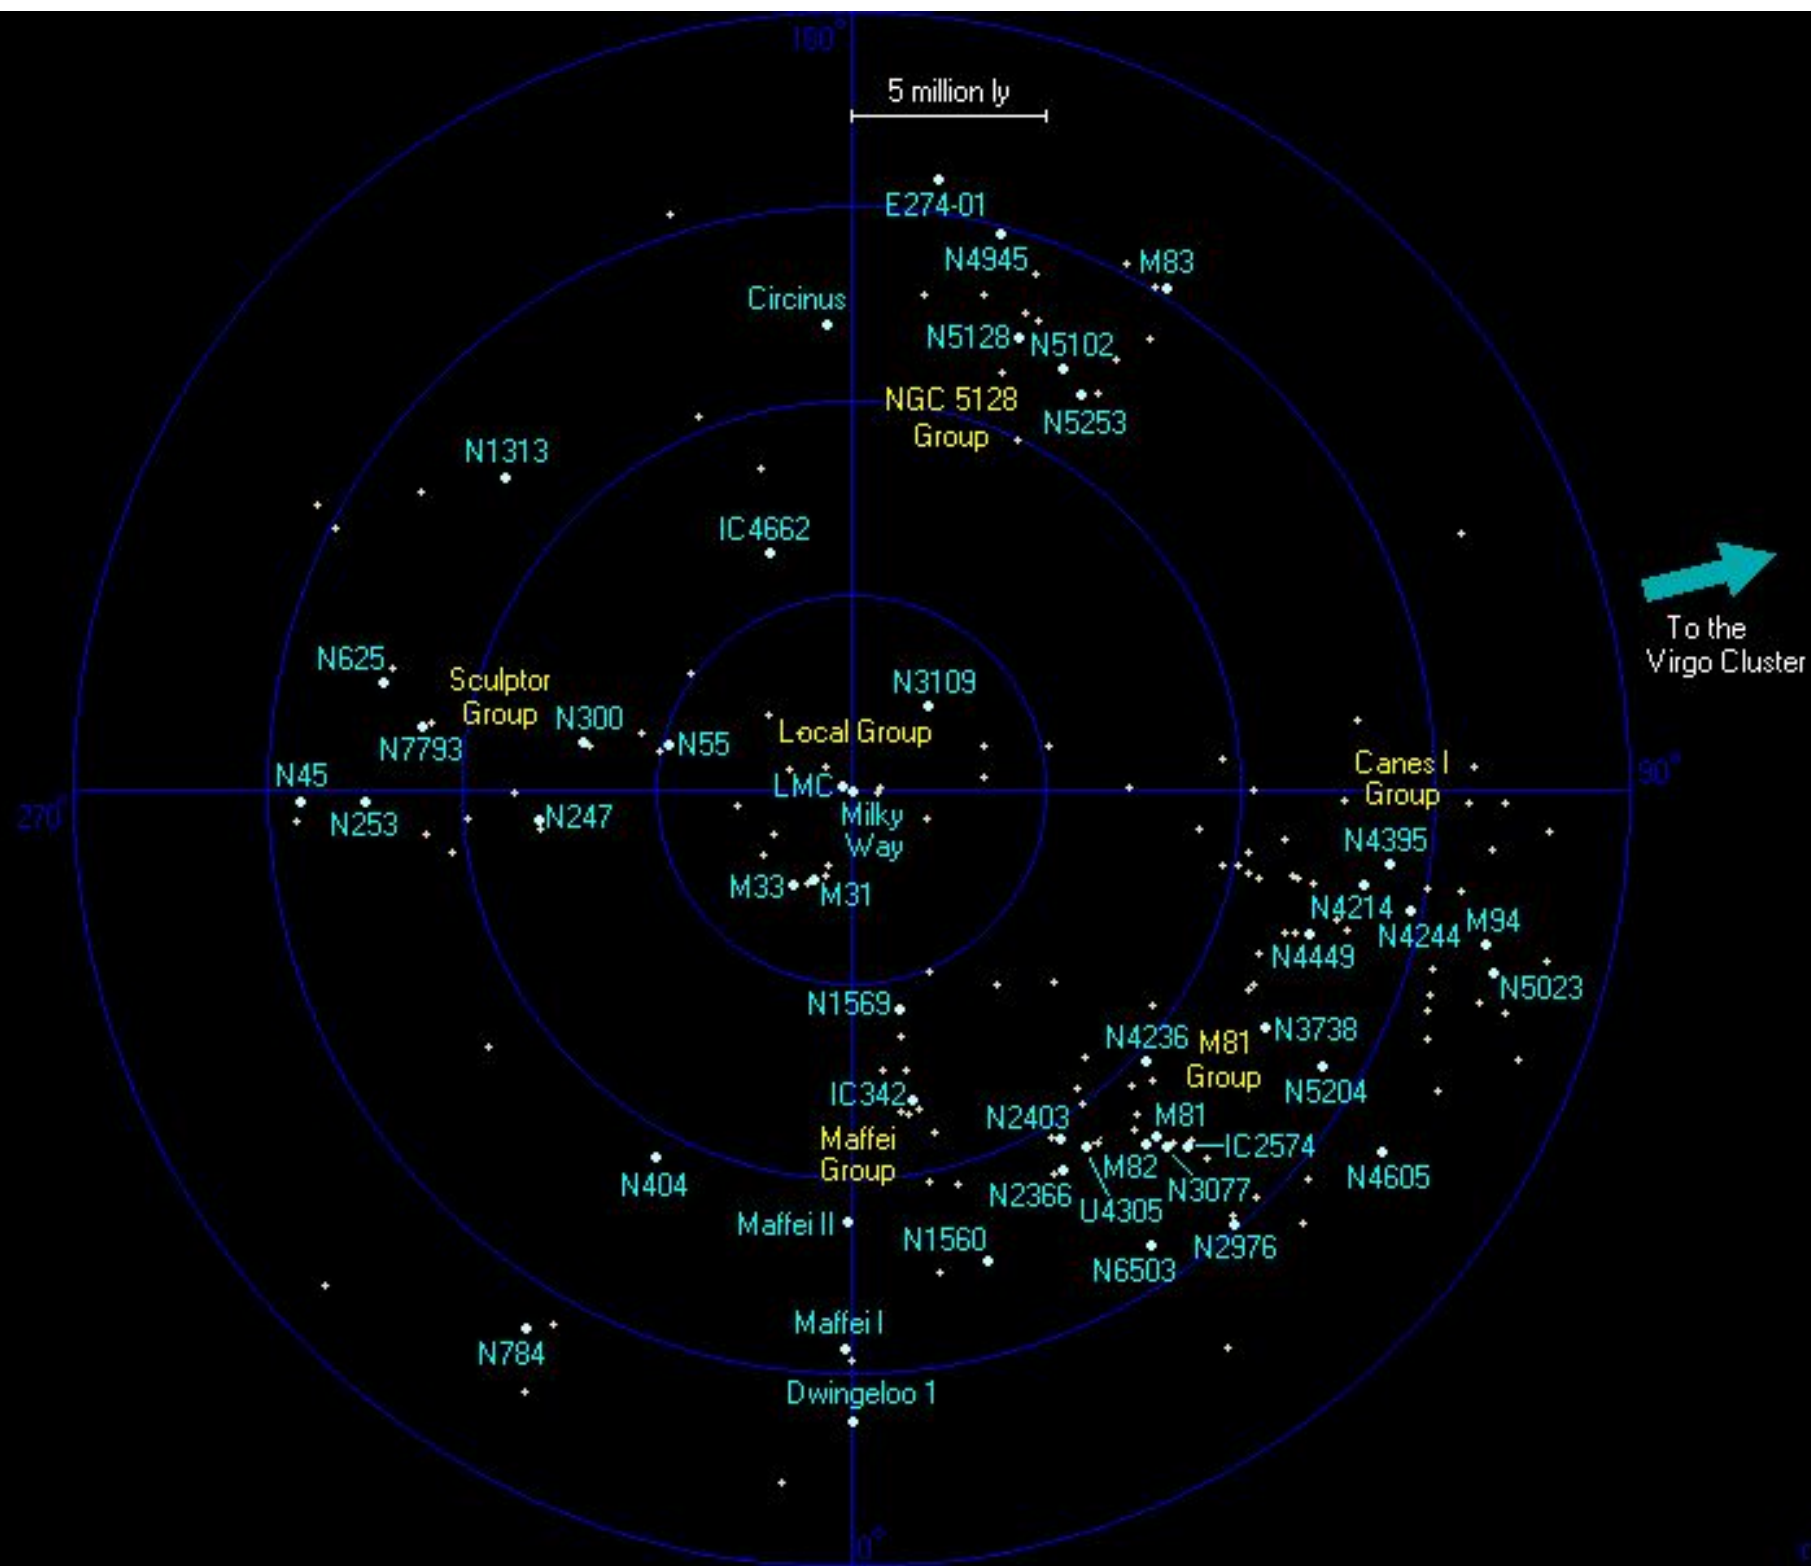 180°
5 million ly
E274-01
N4945
M83
Circinus
N5128
N5102
NGC 5128
Group
N5253
N1313
IC4662
To the
Virgo Cluster
N625
Sculptor
Group
N300
N3109
N7793
N55
Local Group
Canes I
Group
90°
N45
LMC
270°
N253
N247
Milky
Way
N4395
M33
M31
N4214
N4244
M94
N4449
N5023
N1569
N4236
M81
Group
N3738
N5204
IC342
N2403
M81
Maffei
Group
IC2574
M82
N404
N2366
U4305
N3077
N4605
Maffei II
N1560
N6503
N2976
Maffei I
N784
Dwingeloo 1
0°